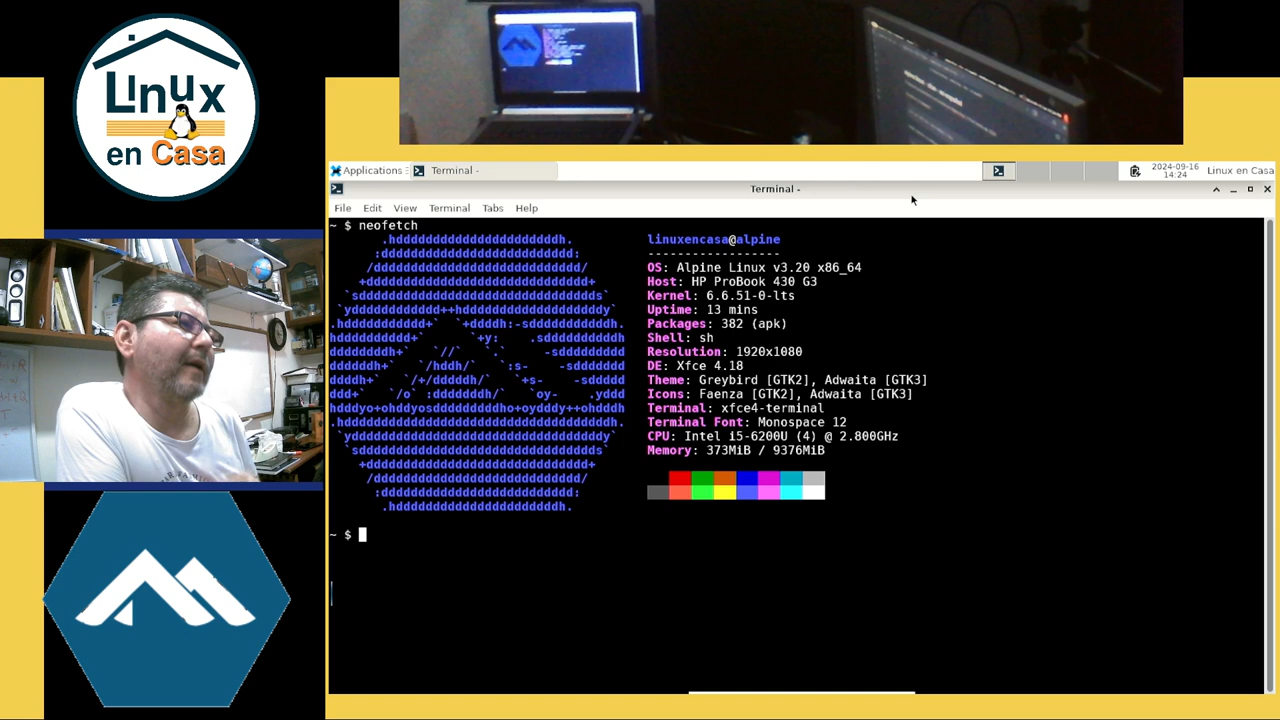 Linux
en Casa
Applications
Terminal -
2024-09-16
14:24
Linux en Casa
Terminal -
File Edit View Terminal Tabs Help
~ $ neofetch
linuxencasa@alpine
------------------
OS: Alpine Linux v3.20 x86_64
Host: HP ProBook 430 G3
Kernel: 6.6.51-0-lts
Uptime: 13 mins
Packages: 382 (apk)
Shell: sh
Resolution: 1920x1080
DE: Xfce 4.18
Theme: Greybird [GTK2], Adwaita [GTK3]
Icons: Faenza [GTK2], Adwaita [GTK3]
Terminal: xfce4-terminal
Terminal Font: Monospace 12
CPU: Intel i5-6200U (4) @ 2.800GHz
Memory: 373MiB / 9376MiB
~ $